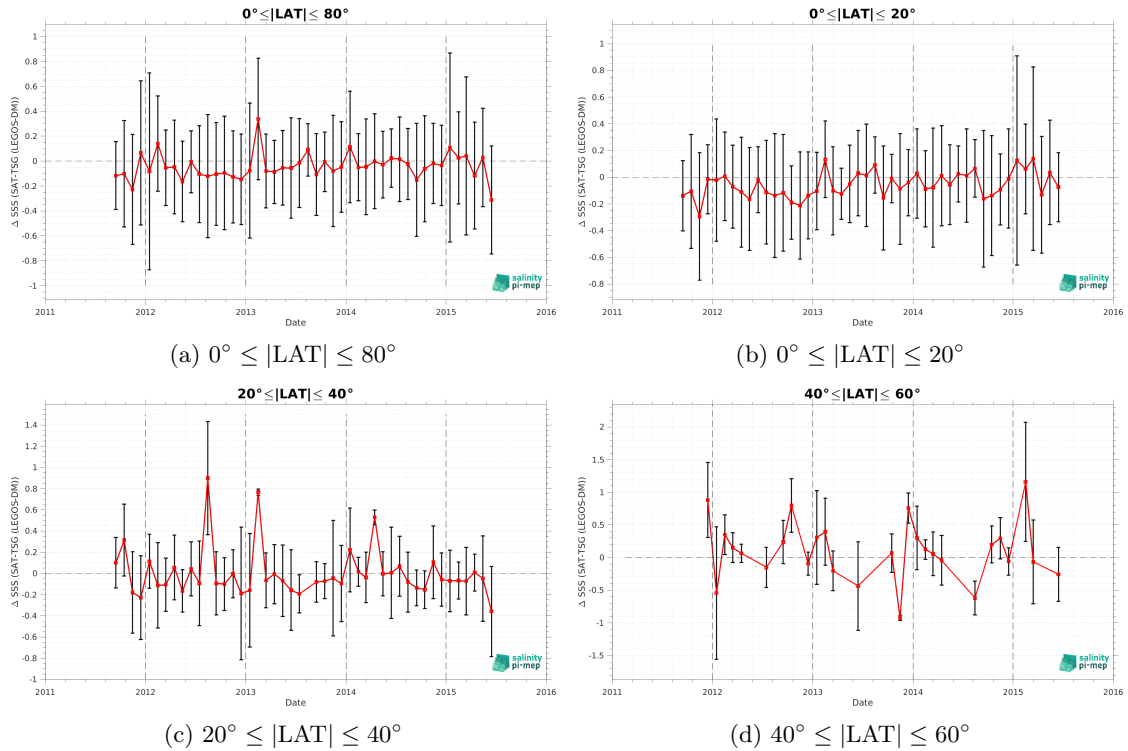 0°≤|LAT|≤ 80°
Δ SSS (SAT-TSG (LEGOS-DM))
1
0.8
0.6
0.4
0.2
0
-0.2
-0.4
-0.6
-0.8
-1
2011 2012 2013 2014 2015 2016
Date
salinity
pi-mep
(a) 0° ≤ |LAT| ≤ 80°
0°≤|LAT|≤ 20°
Δ SSS (SAT-TSG (LEGOS-DM))
1
0.8
0.6
0.4
0.2
0
-0.2
-0.4
-0.6
-0.8
2011 2012 2013 2014 2015 2016
Date
salinity
pi-mep
(b) 0° ≤ |LAT| ≤ 20°
20°≤|LAT|≤ 40°
Δ SSS (SAT-TSG (LEGOS-DM))
1.4
1.2
1
0.8
0.6
0.4
0.2
0
-0.2
-0.4
-0.6
-0.8
-1
2011 2012 2013 2014 2015 2016
Date
salinity
pi-mep
(c) 20° ≤ |LAT| ≤ 40°
40°≤|LAT|≤ 60°
Δ SSS (SAT-TSG (LEGOS-DM))
2
1.5
1
0.5
0
-0.5
-1
-1.5
2011 2012 2013 2014 2015 2016
Date
salinity
pi-mep
(d) 40° ≤ |LAT| ≤ 60°